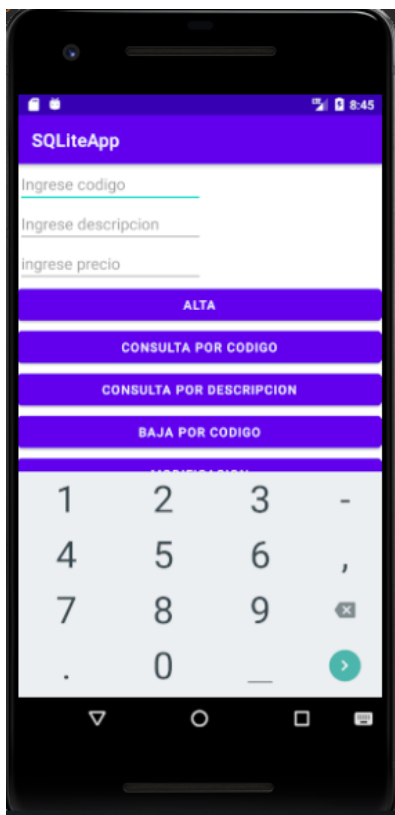 8:45
SQLiteApp
Ingrese codigo
Ingrese descripcion
ingrese precio
ALTA
CONSULTA POR CODIGO
CONSULTA POR DESCRIPCION
BAJA POR CODIGO
MODIFICACION
1 2 3 -
4 5 6 ,
7 8 9
. 0 _